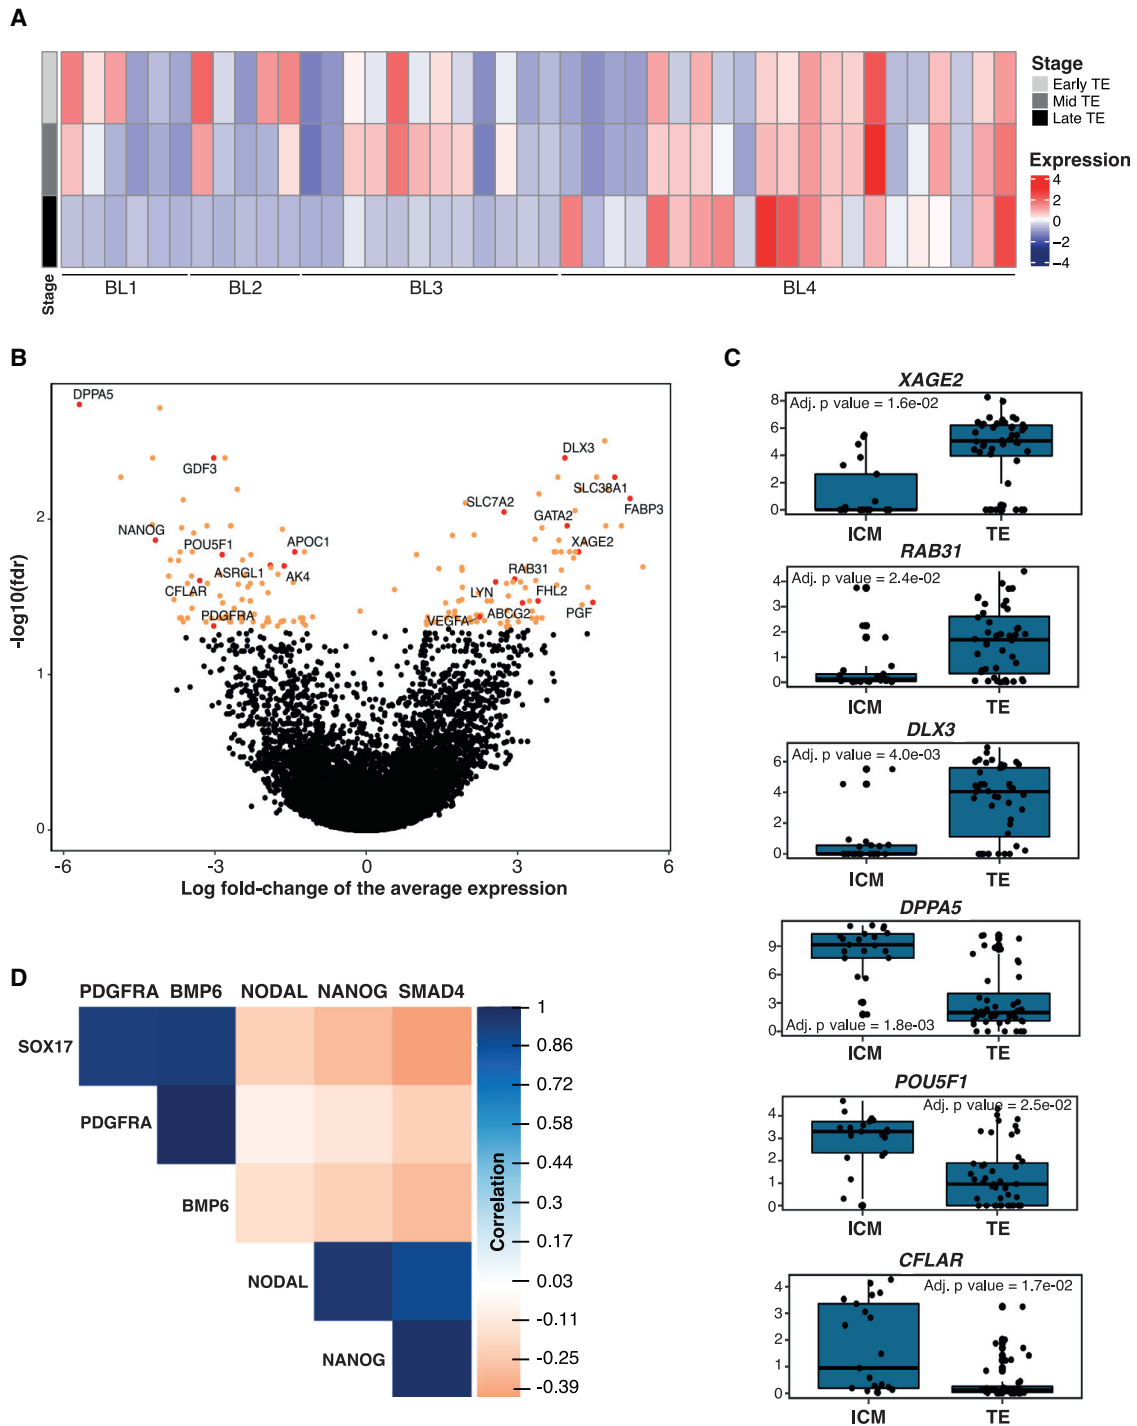 A
Stage
Early TE
Mid TE
Late TE
Expression
4
2
0
−2
−4
Stage
BL1
BL2
BL3
BL4
B
DPPA5
GDF3
NANOG
POU5F1
APOC1
ASRGL1
AK4
CFLAR
PDGFRA
DLX3
SLC38A1
SLC7A2
FABP3
GATA2
XAGE2
RAB31
LYN
FHL2
ABCG2
PGF
VEGFA
-log10(fdr)
2
1
0
-6
-3
0
3
6
Log fold-change of the average expression
C
XAGE2
Adj. p value = 1.6e-02
8
6
4
2
0
ICM
TE
RAB31
Adj. p value = 2.4e-02
4
3
2
1
0
ICM
TE
DLX3
Adj. p value = 4.0e-03
6
4
2
0
ICM
TE
DPPA5
9
6
3
0
Adj. p value = 1.8e-03
ICM
TE
POU5F1
Adj. p value = 2.5e-02
4
3
2
1
0
ICM
TE
CFLAR
Adj. p value = 1.7e-02
4
3
2
1
0
ICM
TE
D
PDGFRA BMP6 NODAL NANOG SMAD4
SOX17
PDGFRA
BMP6
NODAL
NANOG
Correlation
1
0.86
0.72
0.58
0.44
0.3
0.17
0.03
-0.11
-0.25
-0.39